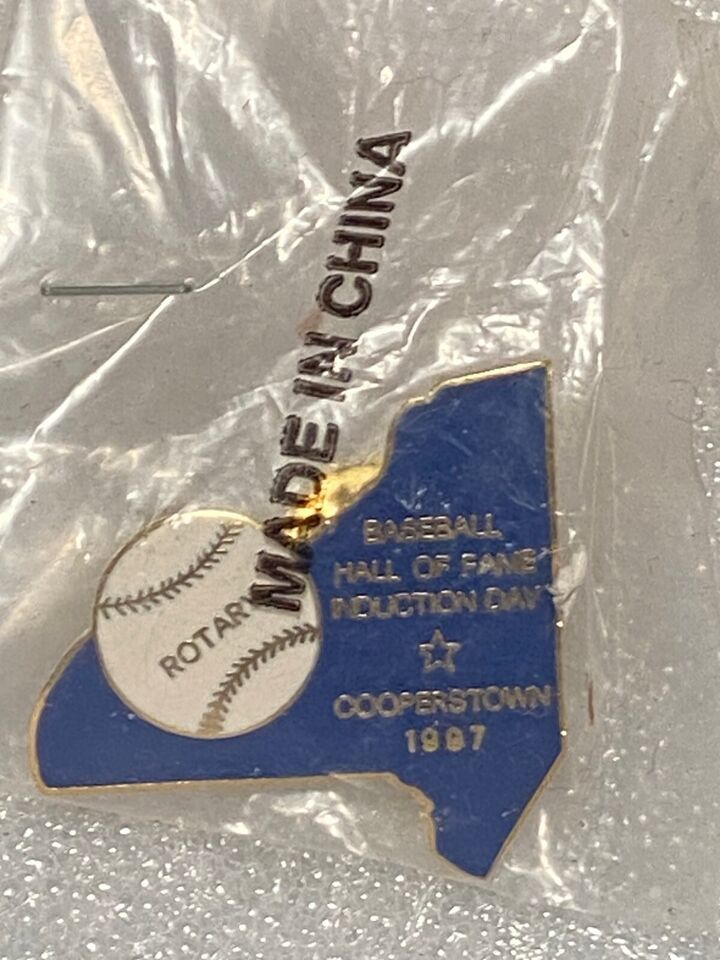 MADE IN CHINA
ROTARY
BASEBALL
HALL OF FAME
INDUCTION DAY
COOPERSTOWN
1997